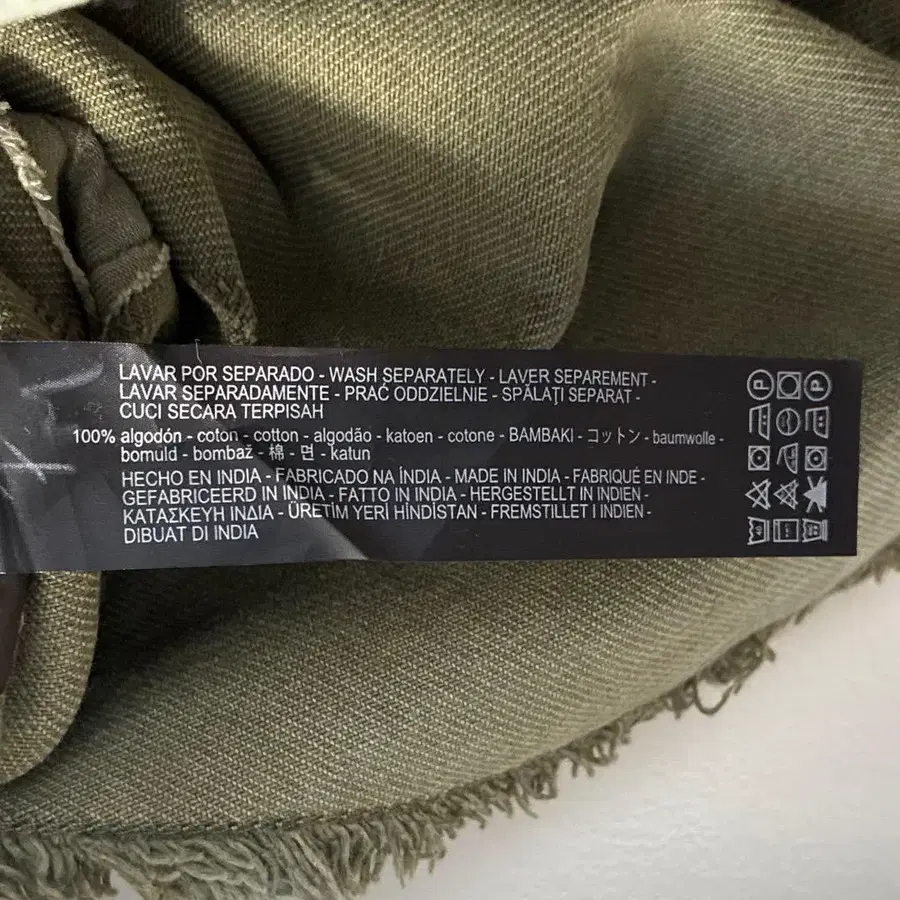 LAVAR POR SEPARADO - WASH SEPARATELY - LAVER SEPAREMENT -
LAVAR SEPARADAMENTE - PRAĆ ODDZIELNIE - SPĂLAŢI SEPARAT -
CUCI SECARA TERPISAH
100% algodón - coton - cotton - algodão - katoen - cotone - BAMBAKI - コットン - baumwolle -
bomuld - bombaž - 棉 - 면 - katun
HECHO EN INDIA - FABRICADO NA ÍNDIA - MADE IN INDIA - FABRIQUÉ EN INDE -
GEFABRICEERD IN INDIA - FATTO IN INDIA - HERGESTELLT IN INDIEN -
ΚΑΤΑΣΚΕΥΗ ΙΝΔΙΑ - ÜRETİM YERİ HİNDİSTAN - FREMSTILLET I INDIEN -
DIBUAT DI INDIA
P P